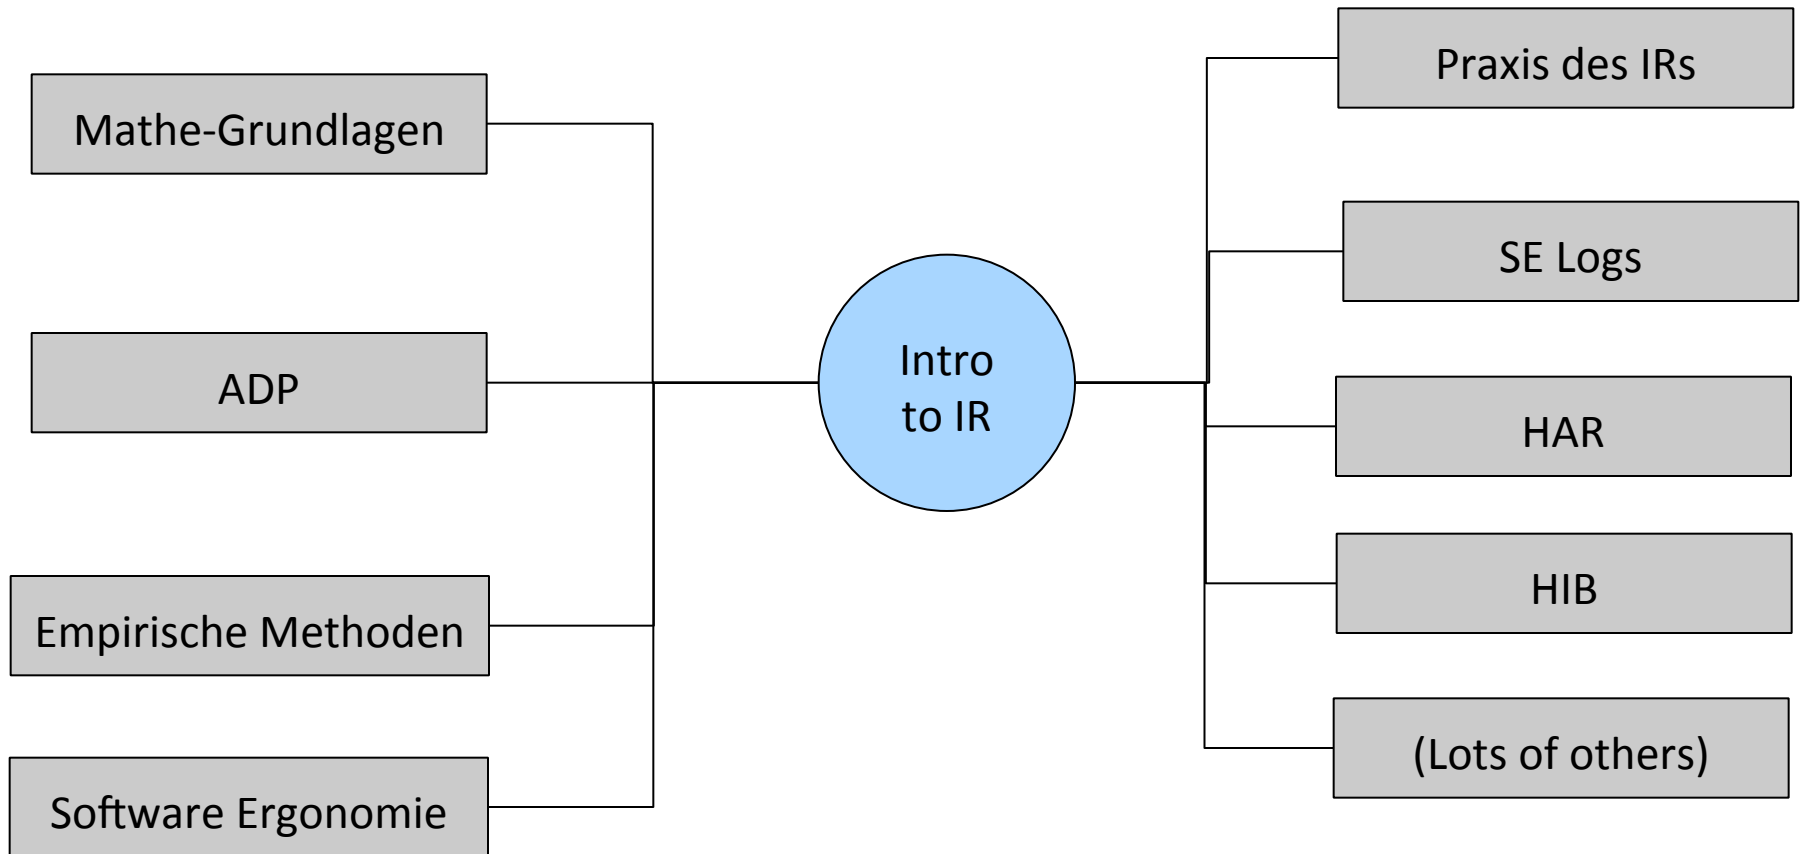 Mathe-Grundlagen
ADP
Empirische Methoden
Software Ergonomie
Intro
to IR
Praxis des IRs
SE Logs
HAR
HIB
(Lots of others)